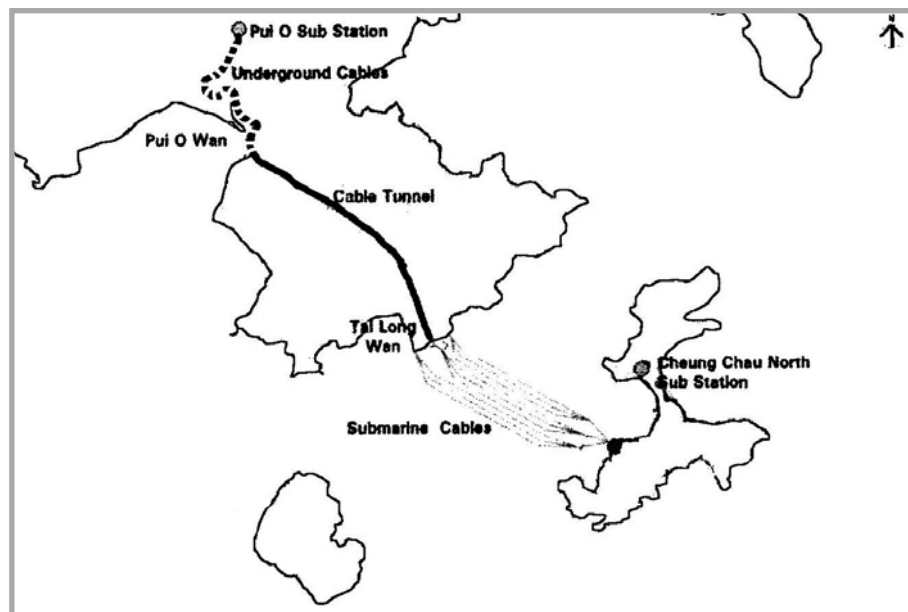 Pui O Sub Station
Underground Cables
Pui O Wan
Cable Tunnel
Tai Long
Wan
Cheung Chau North
Sub Station
Submarine Cables